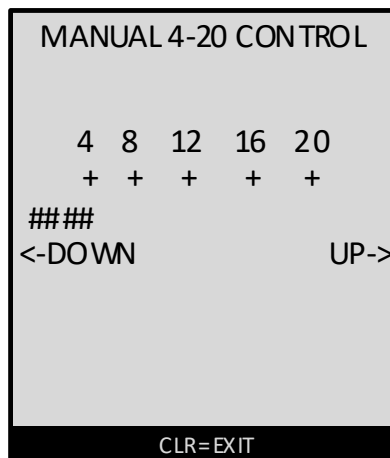 MANUAL 4-20 CONTROL
4 8 12 16 20
+ + + + +
####
<-DOWN UP->
CLR=EXIT